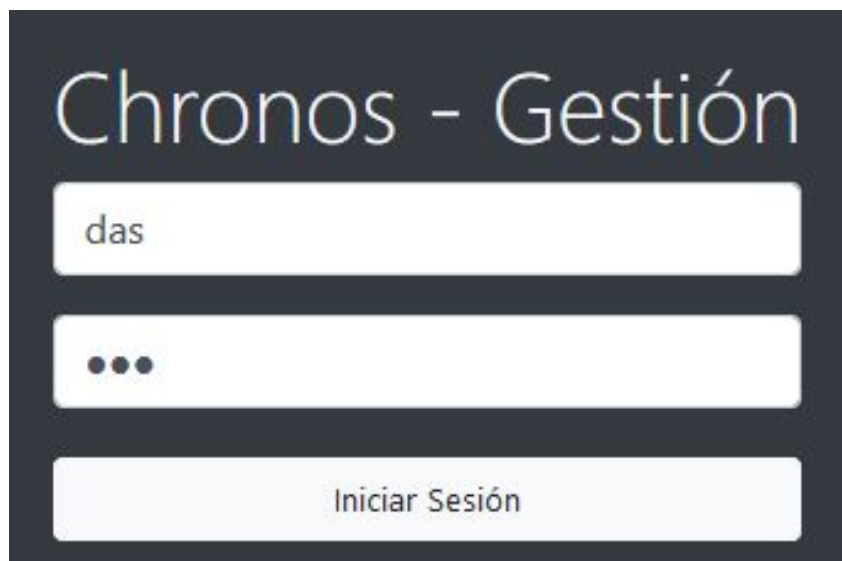 Chronos - Gestión
das
•••
Iniciar Sesión